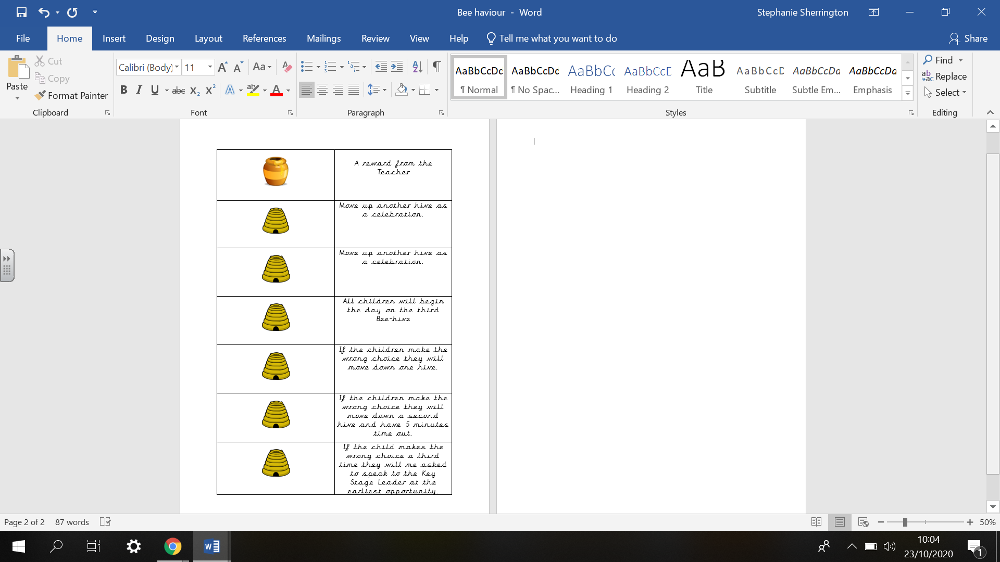 Bee haviour - Word
Stephanie Sherrington
File Home Insert Design Layout References Mailings Review View Help Tell me what you want to do Share
Paste
Cut
Copy
Format Painter
Clipboard
Calibri (Body) 11 A A Aa
B I U abc X2 X2 A ab A
Font
Paragraph
AaBbCcDc AaBbCcDc AaBbCc AaBbCcD AaB AaBbCcD AaBbCcDa AaBbCcDa
¶ Normal ¶ No Spac... Heading 1 Heading 2 Title Subtitle Subtle Em... Emphasis
Styles
Find
Replace
Select
Editing
A reward from the
Teacher
Move up another hive as
a celebration.
Move up another hive as
a celebration.
All children will begin
the day on the third
Bee-hive
If the children make the
wrong choice they will
move down one hive.
If the children make the
wrong choice they will
move down a second
hive and have 5 minutes
time out.
If the child makes the
wrong choice a third
time they will me asked
to speak to the Key
Stage Leader at the
earliest opportunity.
Page 2 of 2 87 words
50%
10:04
23/10/2020
1